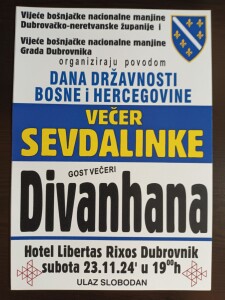 Vijeće bošnjačke nacionalne manjine
Dubrovačko-neretvanske županije i
Vijeće bošnjačke nacionalne manjine
Grada Dubrovnika
organiziraju povodom
DANA DRŽAVNOSTI
BOSNE i HERCEGOVINE
VEČER
SEVDALINKE
GOST VEČERI
Divanhana
Hotel Libertas Rixos Dubrovnik
subota 23.11.24' u 19ººh
ULAZ SLOBODAN